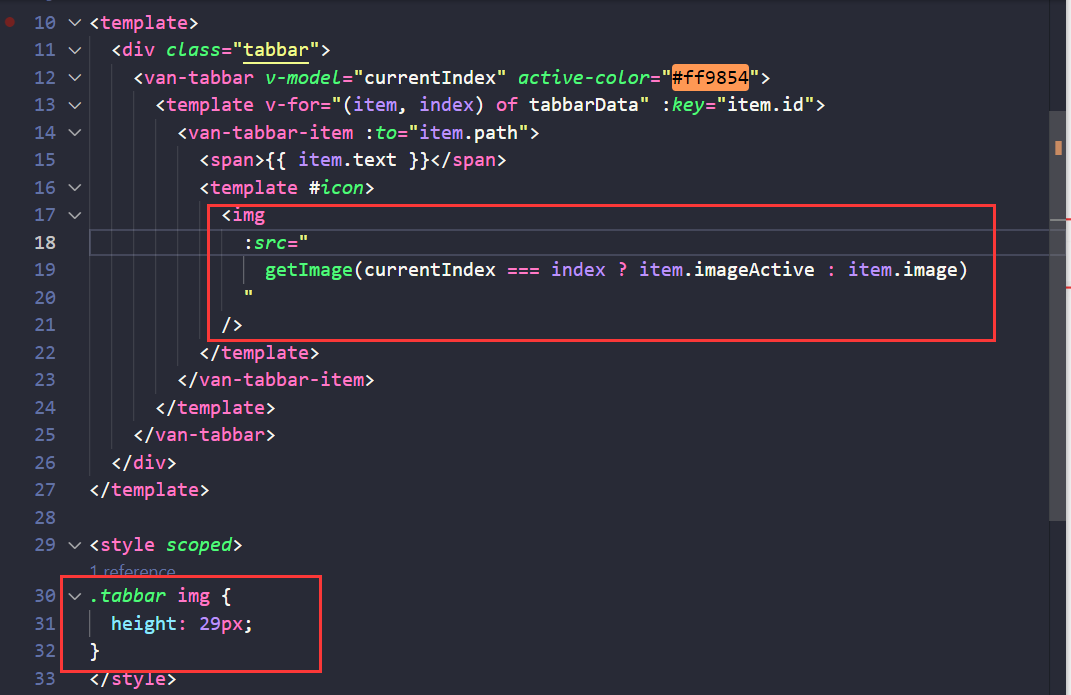 10 <template>
11 <div class="tabbar">
12 <van-tabbar v-model="currentIndex" active-color="#ff9854">
13 <template v-for="(item, index) of tabbarData" :key="item.id">
14 <van-tabbar-item :to="item.path">
15 <span>{{ item.text }}</span>
16 <template #icon>
17 <img
18 :src="
19 getImage(currentIndex === index ? item.imageActive : item.image)
20 "
21 />
22 </template>
23 </van-tabbar-item>
24 </template>
25 </van-tabbar>
26 </div>
27 </template>
28
29 <style scoped>
1 reference
30 .tabbar img {
31 height: 29px;
32 }
33 </style>